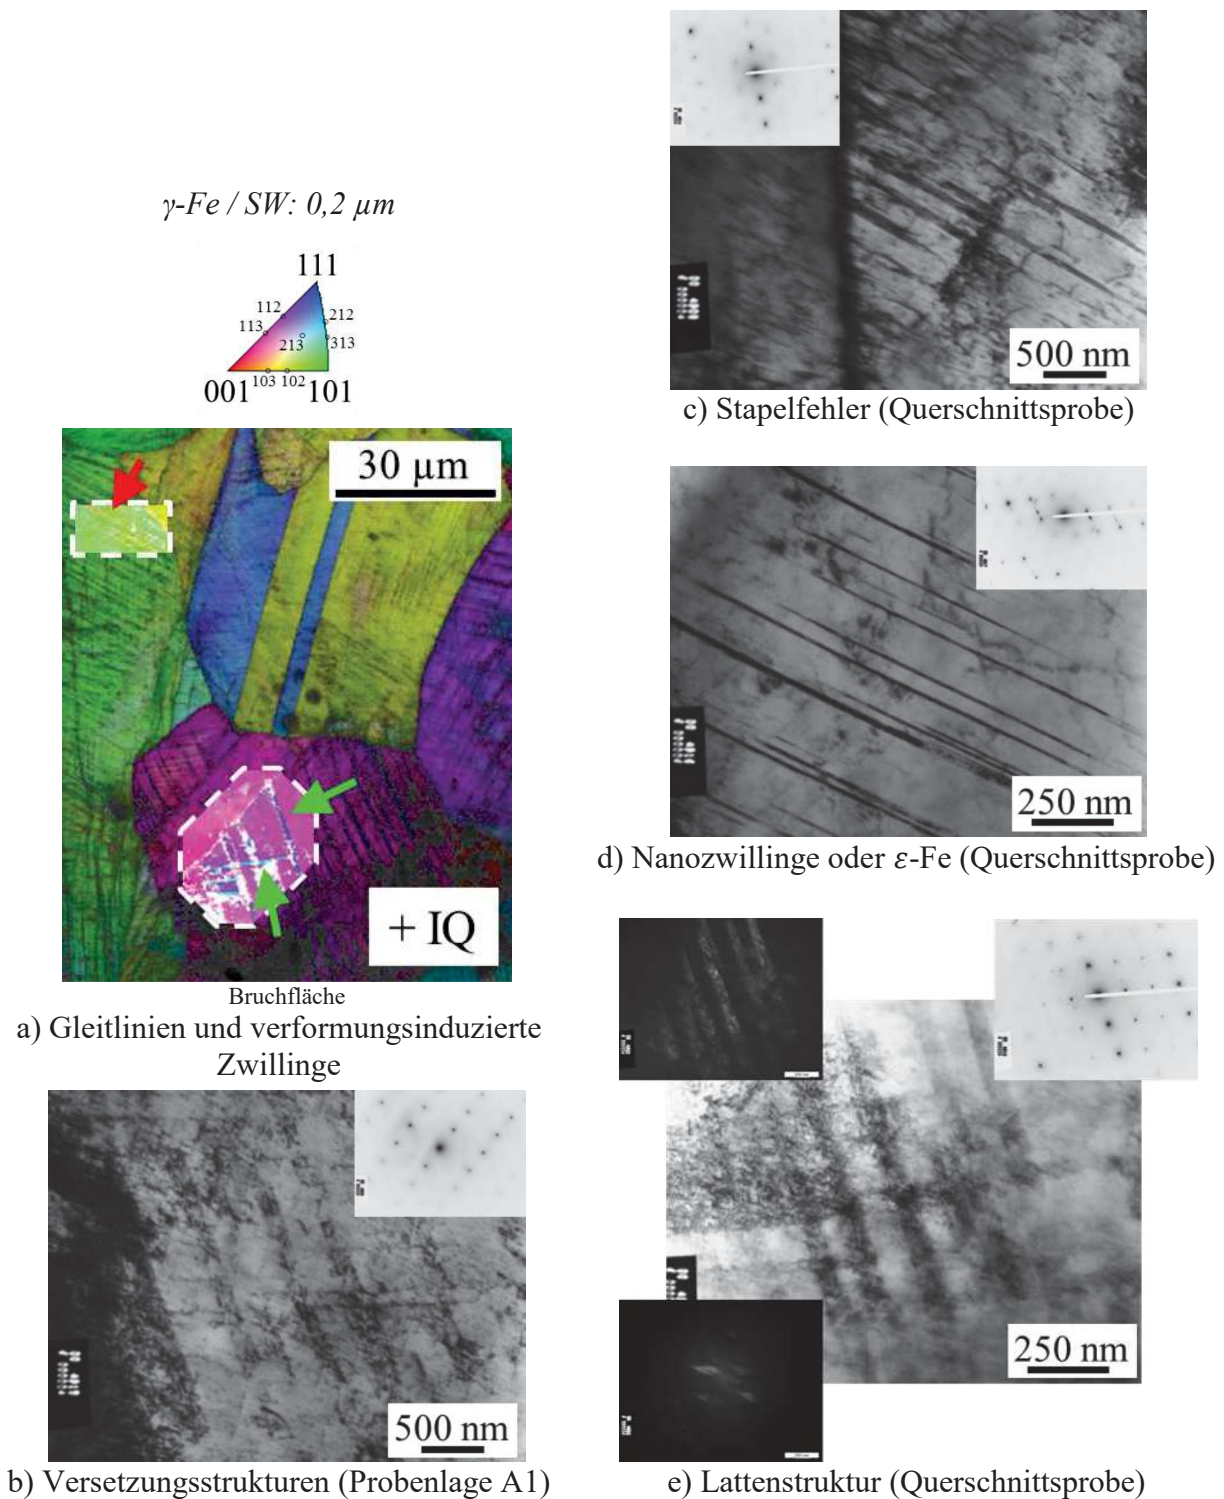 γ-Fe / SW: 0,2 µm
111
112
212
113
213
313
001
103
102
101
30 µm
+ IQ
Bruchfläche
a) Gleitlinien und verformungsinduzierte
Zwillinge
500 nm
b) Versetzungsstrukturen (Probenlage A1)
500 nm
c) Stapelfehler (Querschnittsprobe)
250 nm
d) Nanozwillinge oder ε-Fe (Querschnittsprobe)
250 nm
e) Lattenstruktur (Querschnittsprobe)